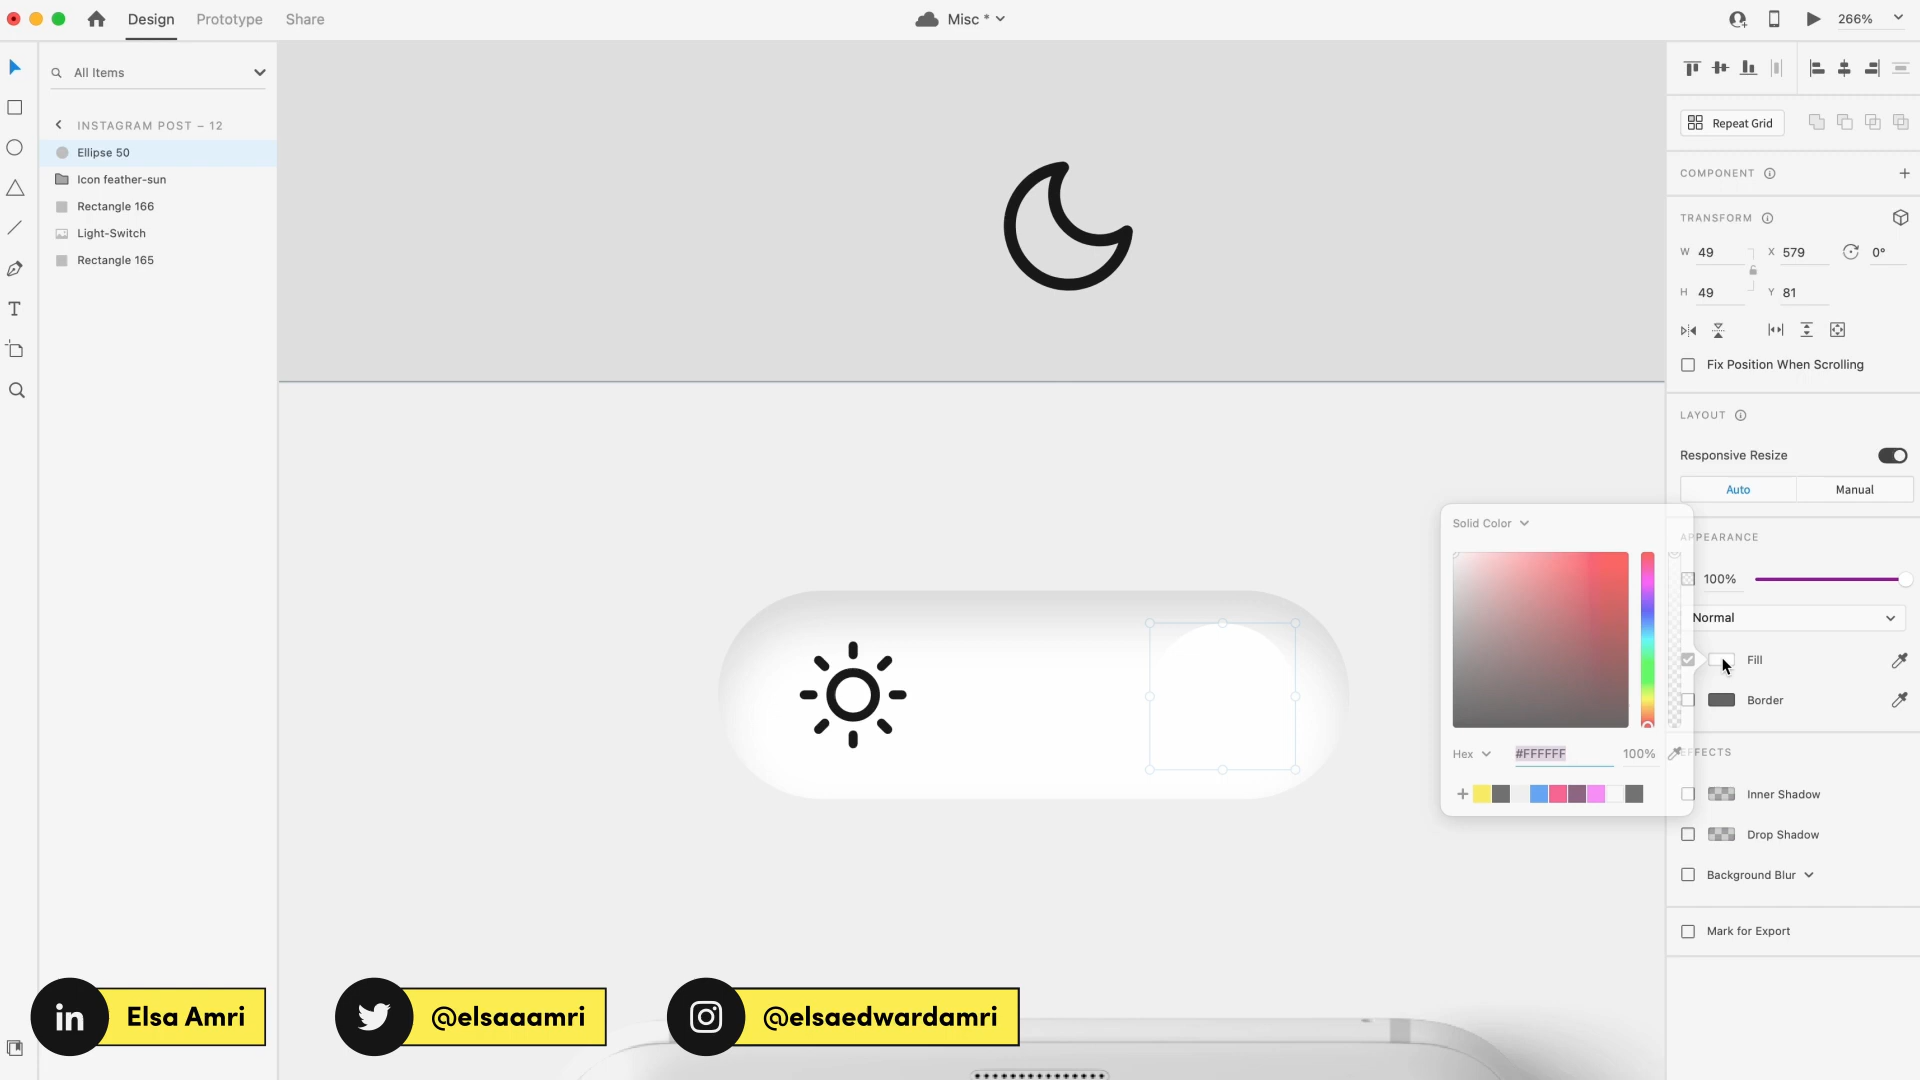 Design
Prototype
Share
Misc *
266%
All Items
INSTAGRAM POST – 12
Ellipse 50
Icon feather-sun
Rectangle 166
Light-Switch
Rectangle 165
Repeat Grid
COMPONENT
TRANSFORM
W 49
X 579
0°
H 49
Y 81
Fix Position When Scrolling
LAYOUT
Responsive Resize
Auto
Manual
Solid Color
APPEARANCE
100%
Normal
Fill
Border
Hex
#FFFFFF
100%
EFFECTS
Inner Shadow
Drop Shadow
Background Blur
Mark for Export
in
Elsa Amri
@elsaaamri
@elsaedwardamri